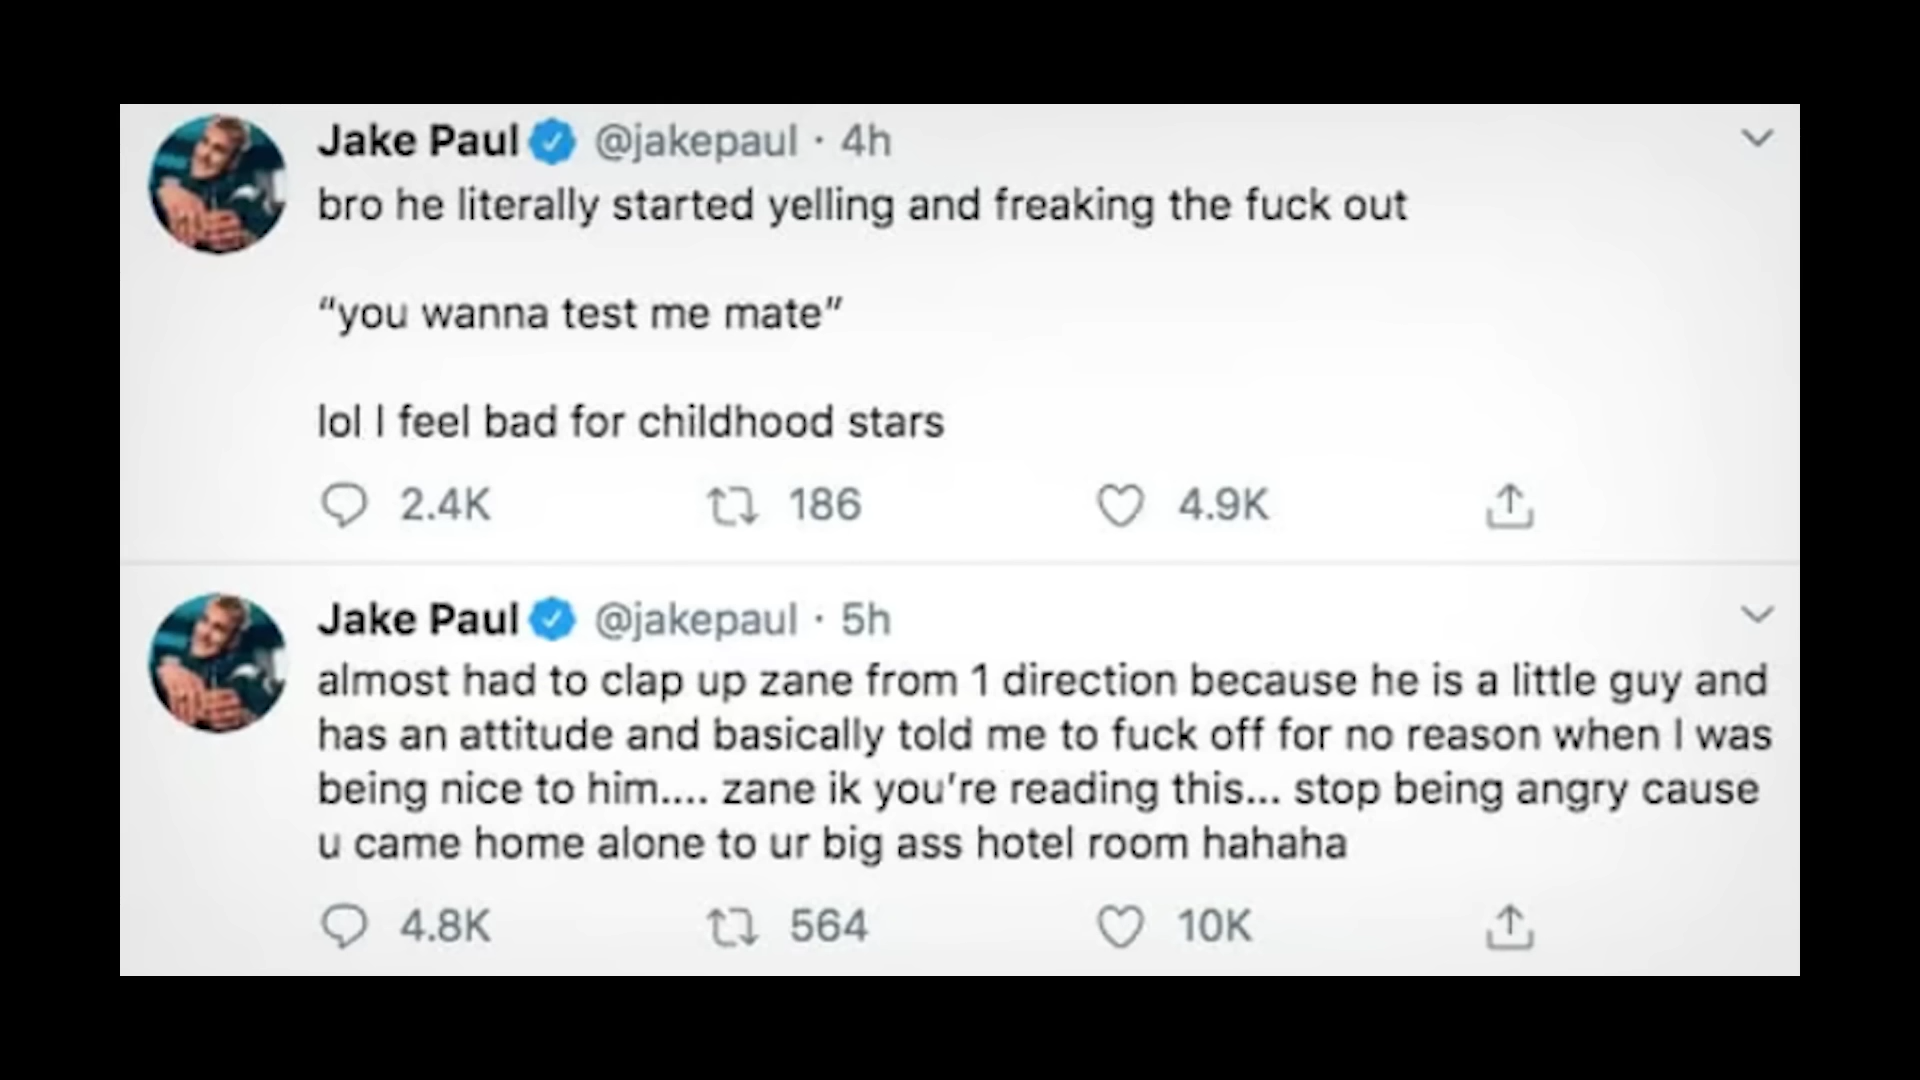 Jake Paul @jakepaul · 4h
bro he literally started yelling and freaking the fuck out
“you wanna test me mate”
lol I feel bad for childhood stars
2.4K 186 4.9K
Jake Paul @jakepaul · 5h
almost had to clap up zane from 1 direction because he is a little guy and
has an attitude and basically told me to fuck off for no reason when I was
being nice to him.... zane ik you're reading this... stop being angry cause
u came home alone to ur big ass hotel room hahaha
4.8K 564 10K